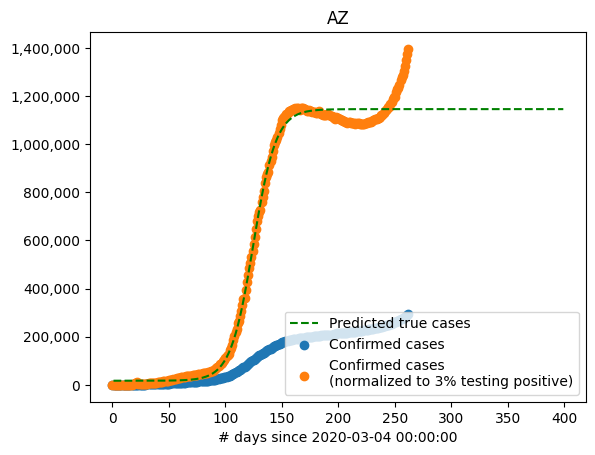 AZ
1,400,000
1,200,000
1,000,000
800,000
600,000
400,000
200,000
0
Predicted true cases
Confirmed cases
Confirmed cases
(normalized to 3% testing positive)
0 50 100 150 200 250 300 350 400
# days since 2020-03-04 00:00:00